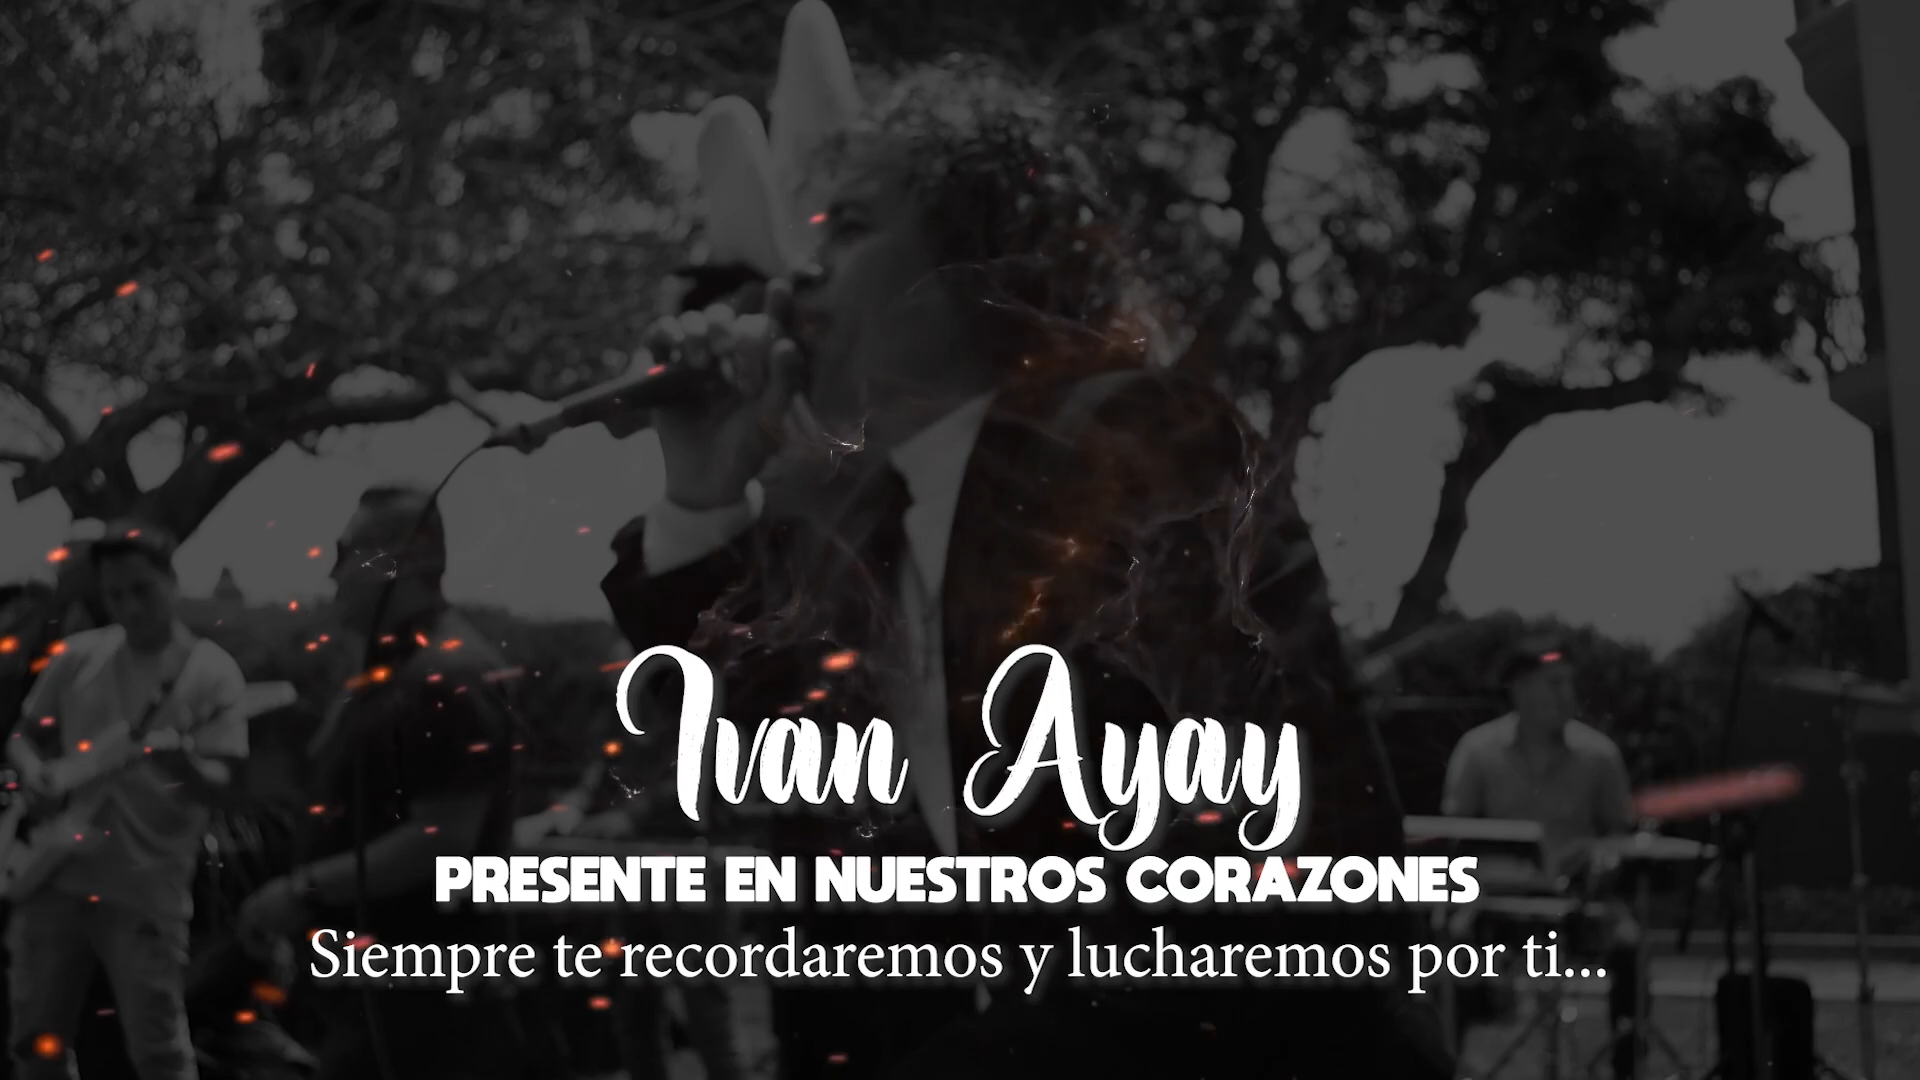 Ivan Ayay
PRESENTE EN NUESTROS CORAZONES
Siempre te recordaremos y lucharemos por ti...